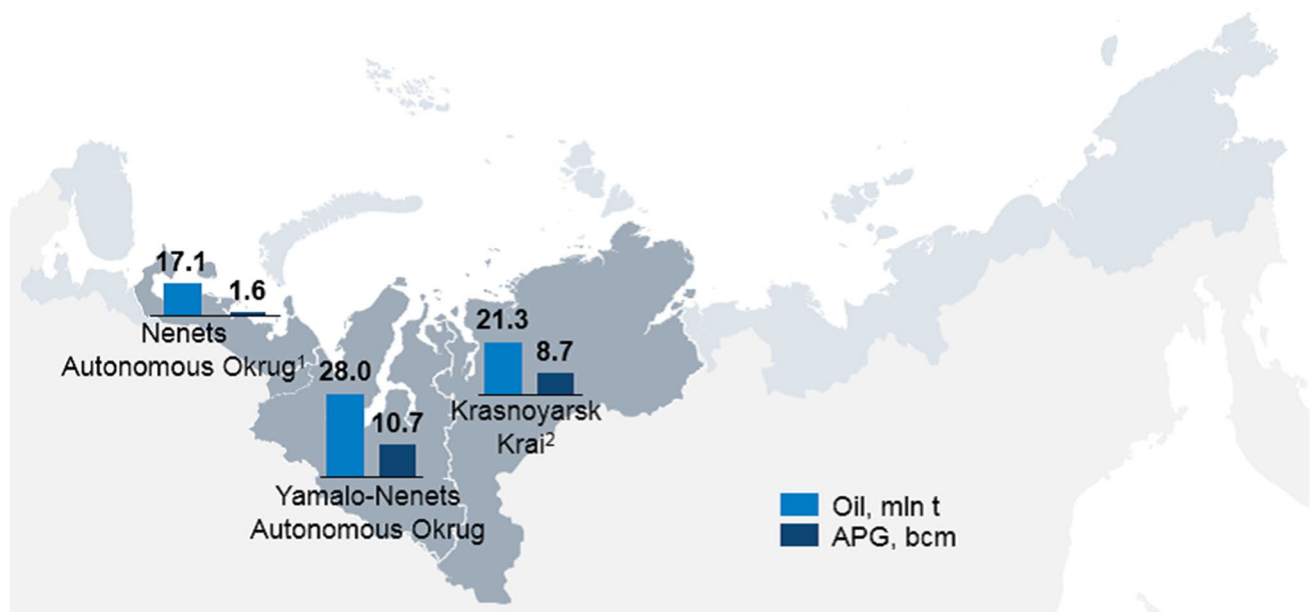 17.1
1.6
Nenets
Autonomous Okrug¹
28.0
10.7
Yamalo-Nenets
Autonomous Okrug
21.3
8.7
Krasnoyarsk
Krai²
Oil, mln t
APG, bcm